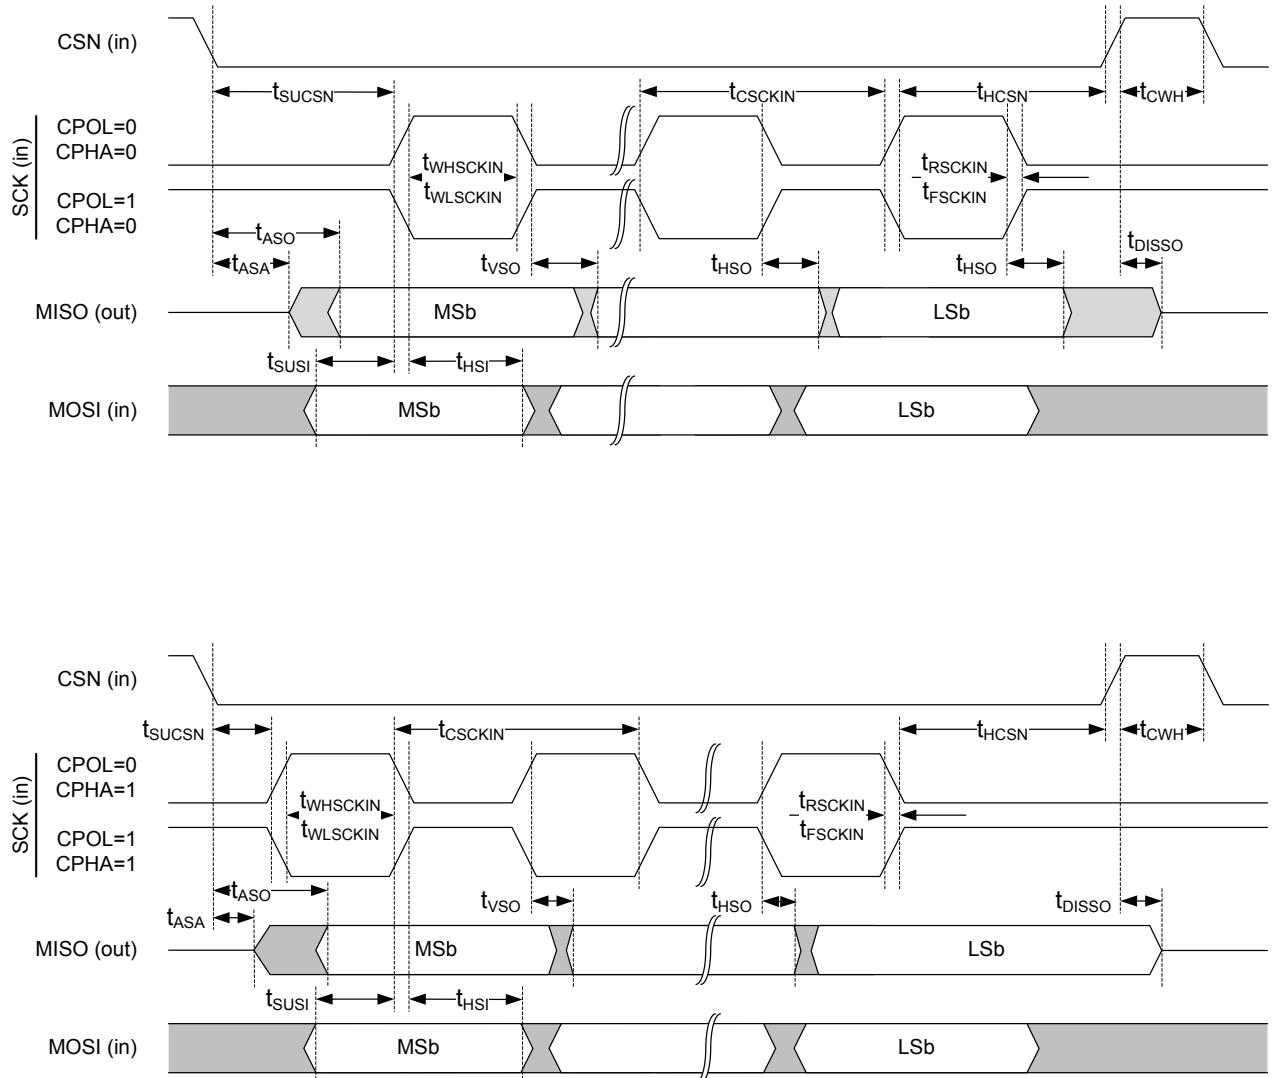 CSN (in)
tSUCSN
tCSCKIN
tHCSN
tCWH
SCK (in)
CPOL=0
CPHA=0
tWHSCKIN
tRSCKIN
CPOL=1
CPHA=0
tWLSCKIN
tFSCKIN
tASO
tASA
tVSO
tHSO
tHSO
tDISSO
MISO (out)
MSb
LSb
tSUSI
tHSI
MOSI (in)
MSb
LSb
CSN (in)
tSUCSN
tCSCKIN
tHCSN
tCWH
SCK (in)
CPOL=0
CPHA=1
tWHSCKIN
tRSCKIN
CPOL=1
CPHA=1
tWLSCKIN
tFSCKIN
tASO
tASA
tVSO
tHSO
tDISSO
MISO (out)
MSb
LSb
tSUSI
tHSI
MOSI (in)
MSb
LSb